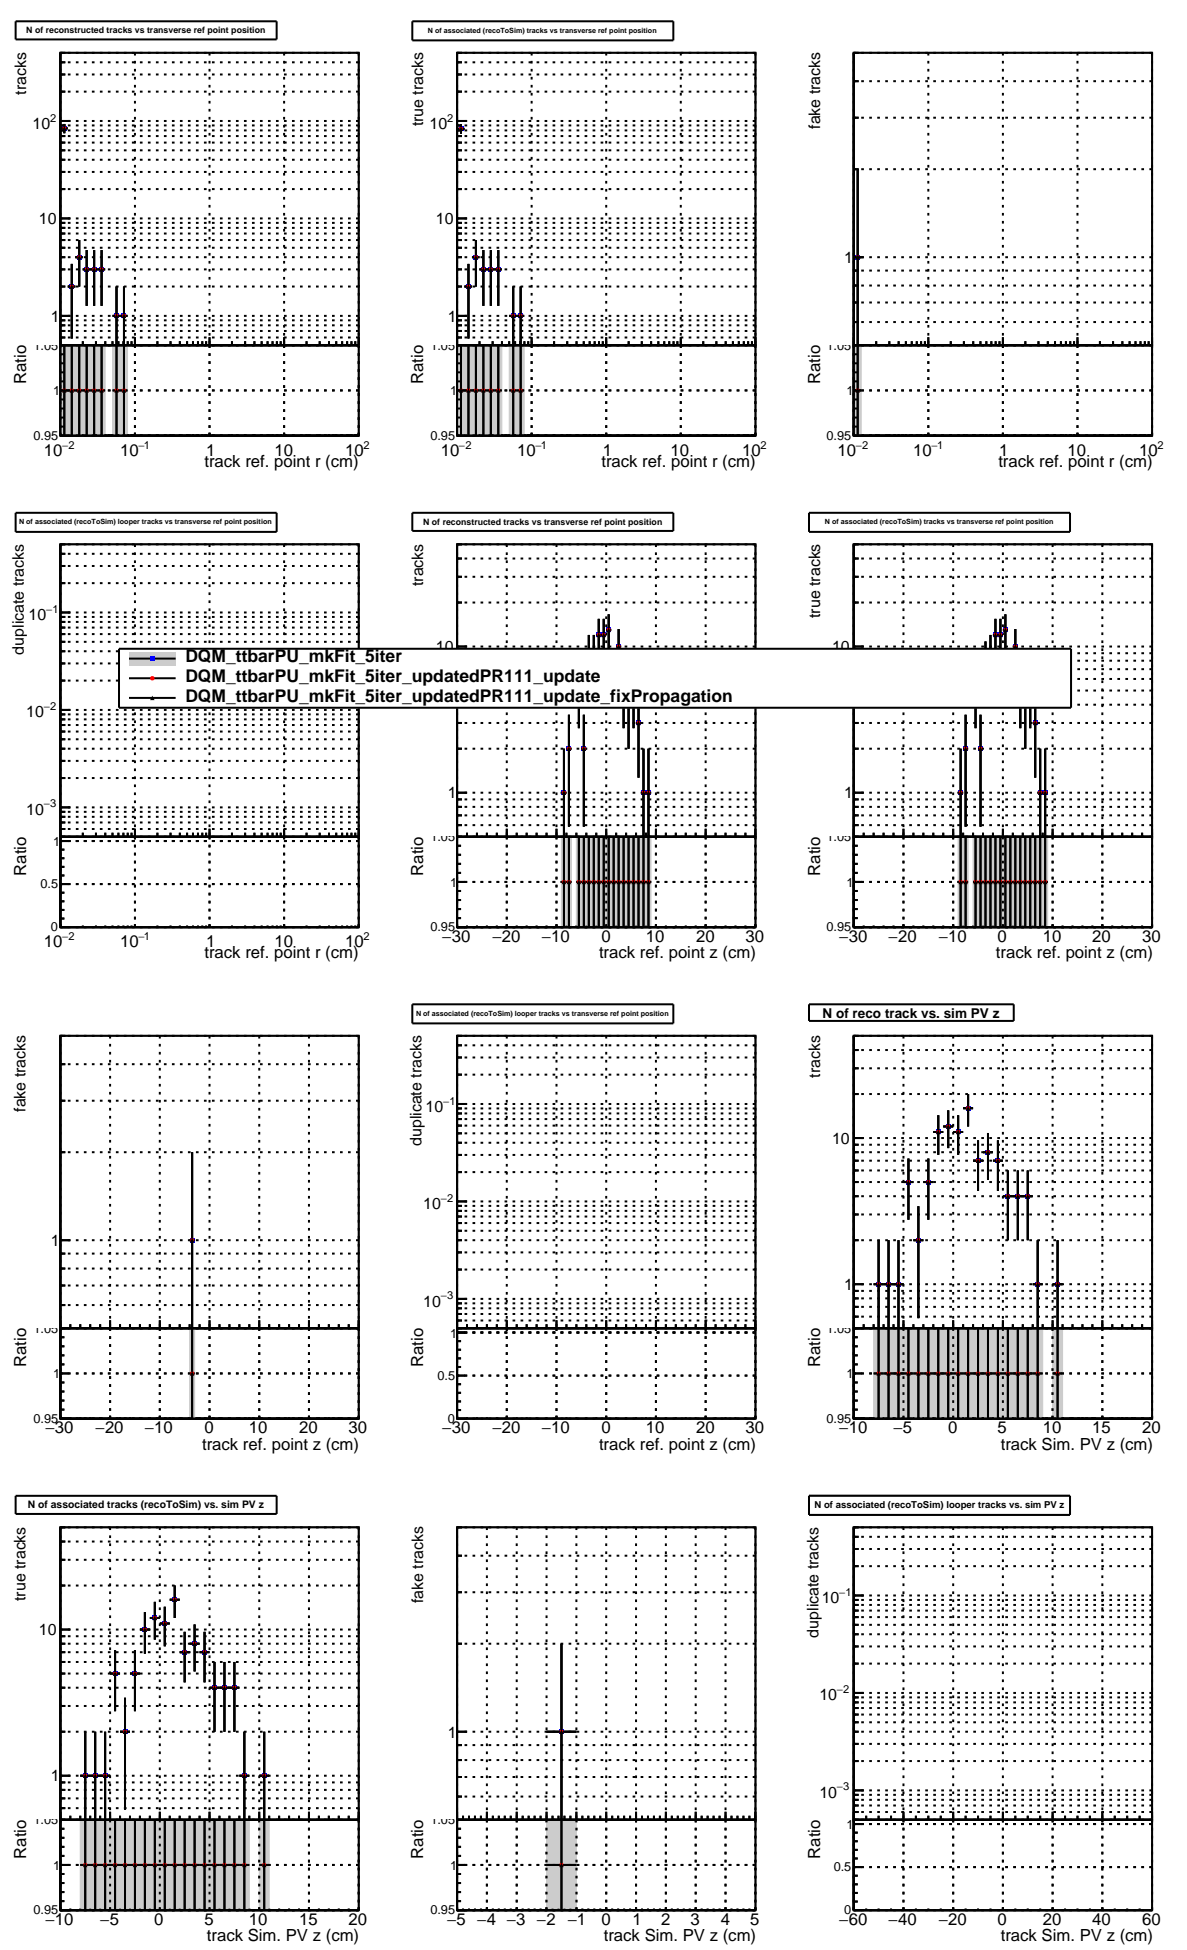 N of reconstructed tracks vs transverse ref point position
N of associated (recoToSim) tracks vs transverse ref point position
tracks
10²
10
1
Ratio
1.05
1
0.95
10⁻² 10⁻¹ 1 10 10²
track ref. point r (cm)
true tracks
10²
10
1
Ratio
1.05
1
0.95
10⁻² 10⁻¹ 1 10 10²
track ref. point r (cm)
fake tracks
1
Ratio
1.05
1
0.95
10⁻² 10⁻¹ 1 10 10²
track ref. point r (cm)
N of associated (recoToSim) looper tracks vs transverse ref point position
N of reconstructed tracks vs transverse ref point position
N of associated (recoToSim) tracks vs transverse ref point position
duplicate tracks
10⁻¹
10⁻²
10⁻³
Ratio
1
0.5
0
10⁻² 10⁻¹ 1 10 10²
track ref. point r (cm)
tracks
10
1
Ratio
1.05
1
0.95
−30 −20 −10 0 10 20 30
track ref. point z (cm)
true tracks
10
1
Ratio
1.05
1
0.95
−30 −20 −10 0 10 20 30
track ref. point z (cm)
DQM_ttbarPU_mkFit_5iter
DQM_ttbarPU_mkFit_5iter_updatedPR111_update
DQM_ttbarPU_mkFit_5iter_updatedPR111_update_fixPropagation
N of associated (recoToSim) looper tracks vs transverse ref point position
N of reco track vs. sim PV z
fake tracks
1
Ratio
1.05
1
0.95
−30 −20 −10 0 10 20 30
track ref. point z (cm)
duplicate tracks
10⁻¹
10⁻²
10⁻³
Ratio
1
0.5
0
−30 −20 −10 0 10 20 30
track ref. point z (cm)
tracks
10
1
Ratio
1.05
1
0.95
−10 −5 0 5 10 15 20
track Sim. PV z (cm)
N of associated tracks (recoToSim) vs. sim PV z
N of associated (recoToSim) looper tracks vs. sim PV z
true tracks
10
1
Ratio
1.05
1
0.95
−10 −5 0 5 10 15 20
track Sim. PV z (cm)
fake tracks
1
Ratio
1.05
1
0.95
−5 −4 −3 −2 −1 0 1 2 3 4 5
track Sim. PV z (cm)
duplicate tracks
10⁻¹
10⁻²
10⁻³
Ratio
1
0.5
0
−60 −40 −20 0 20 40 60
track Sim. PV z (cm)